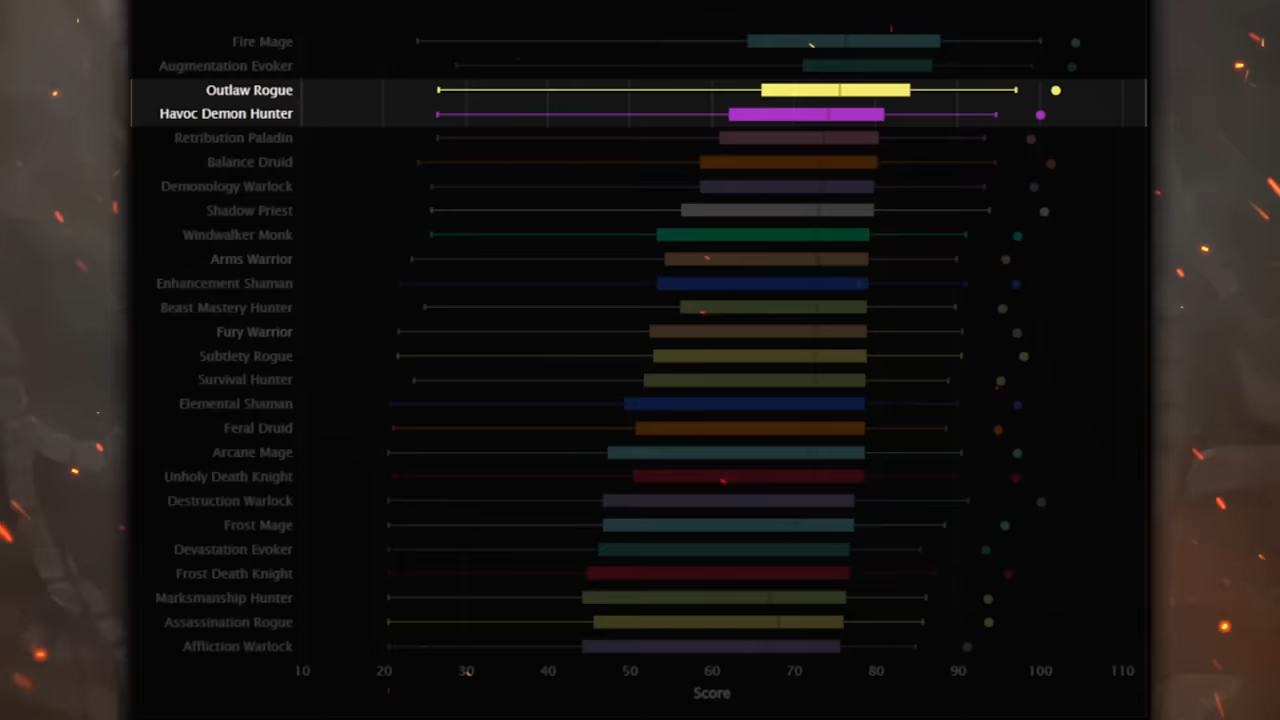 Fire Mage
Augmentation Evoker
Outlaw Rogue
Havoc Demon Hunter
Retribution Paladin
Balance Druid
Demonology Warlock
Shadow Priest
Windwalker Monk
Arms Warrior
Enhancement Shaman
Beast Mastery Hunter
Fury Warrior
Subtlety Rogue
Survival Hunter
Elemental Shaman
Feral Druid
Arcane Mage
Unholy Death Knight
Destruction Warlock
Frost Mage
Devastation Evoker
Frost Death Knight
Marksmanship Hunter
Assassination Rogue
Affliction Warlock
10 20 30 40 50 60 70 80 90 100 110
Score